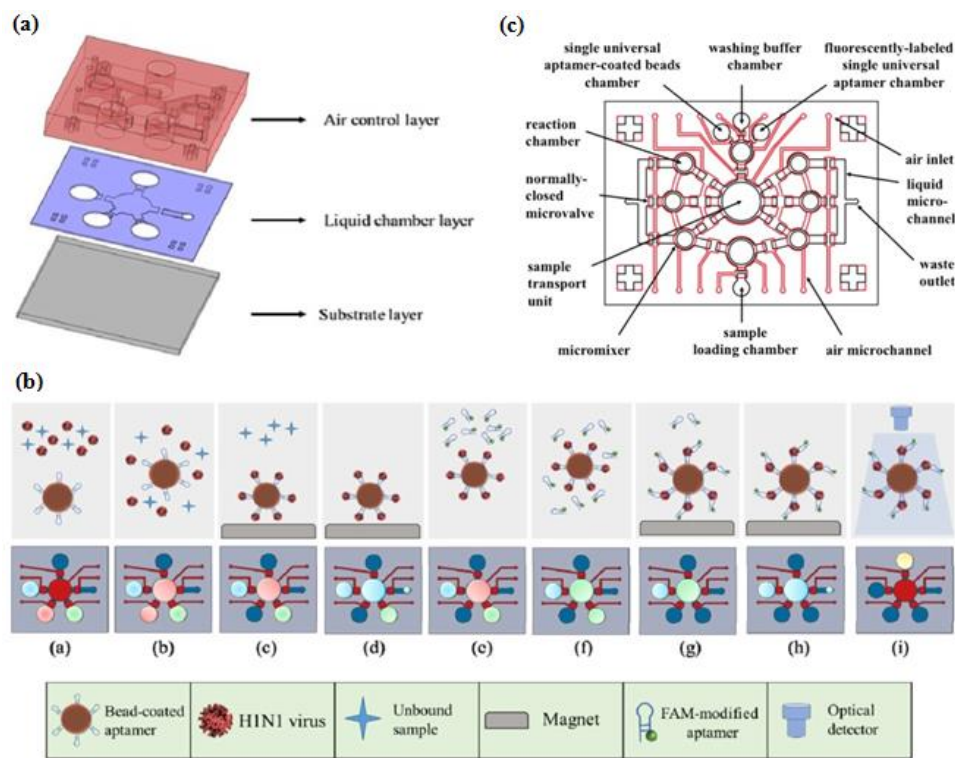 (a)
Air control layer
Liquid chamber layer
Substrate layer
(c)
single universal
aptamer-coated beads
chamber
washing buffer
chamber
fluorescently-labeled
single universal
aptamer chamber
reaction
chamber
normally-
closed
microvalve
sample
transport
unit
micromixer
sample
loading chamber
air microchannel
air inlet
liquid
micro-
channel
waste
outlet
(b)
(a)
(b)
(c)
(d)
(e)
(f)
(g)
(h)
(i)
Bead-coated
aptamer
H1N1 virus
Unbound
sample
Magnet
FAM-modified
aptamer
Optical
detector